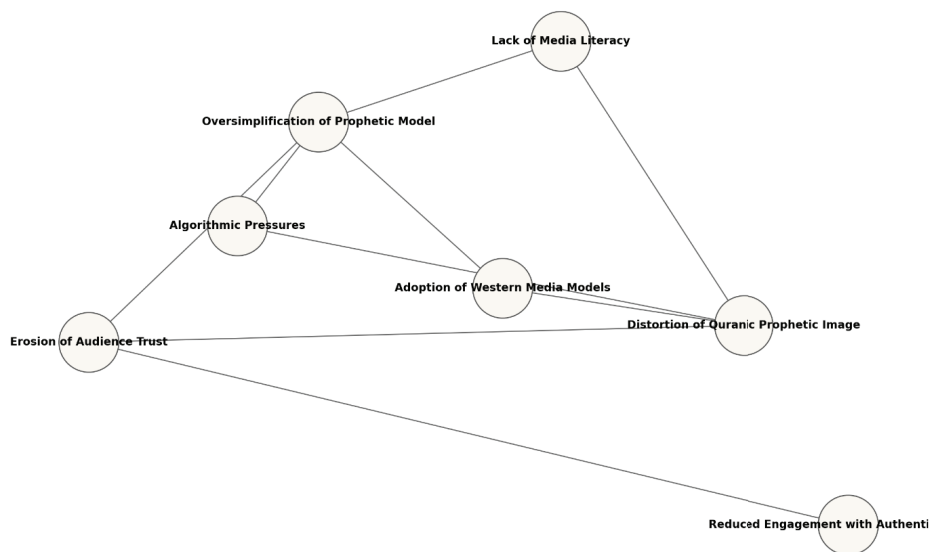 Lack of Media Literacy
Oversimplification of Prophetic Model
Algorithmic Pressures
Adoption of Western Media Models
Distortion of Quranic Prophetic Image
Erosion of Audience Trust
Reduced Engagement with Authenti